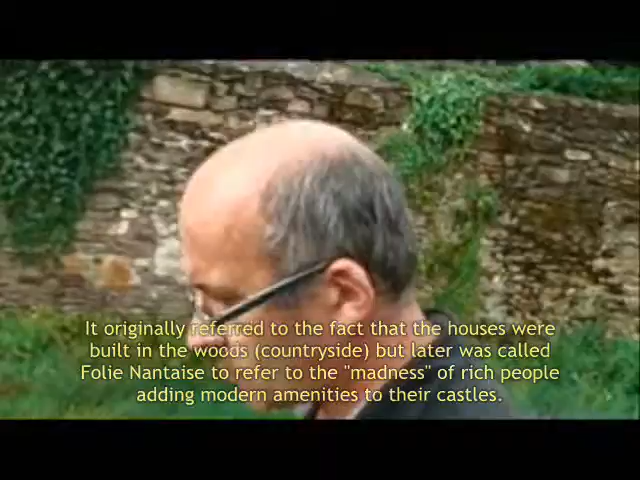 It originally referred to the fact that the houses were
built in the woods (countryside) but later was called
Folie Nantaise to refer to the "madness" of rich people
adding modern amenities to their castles.